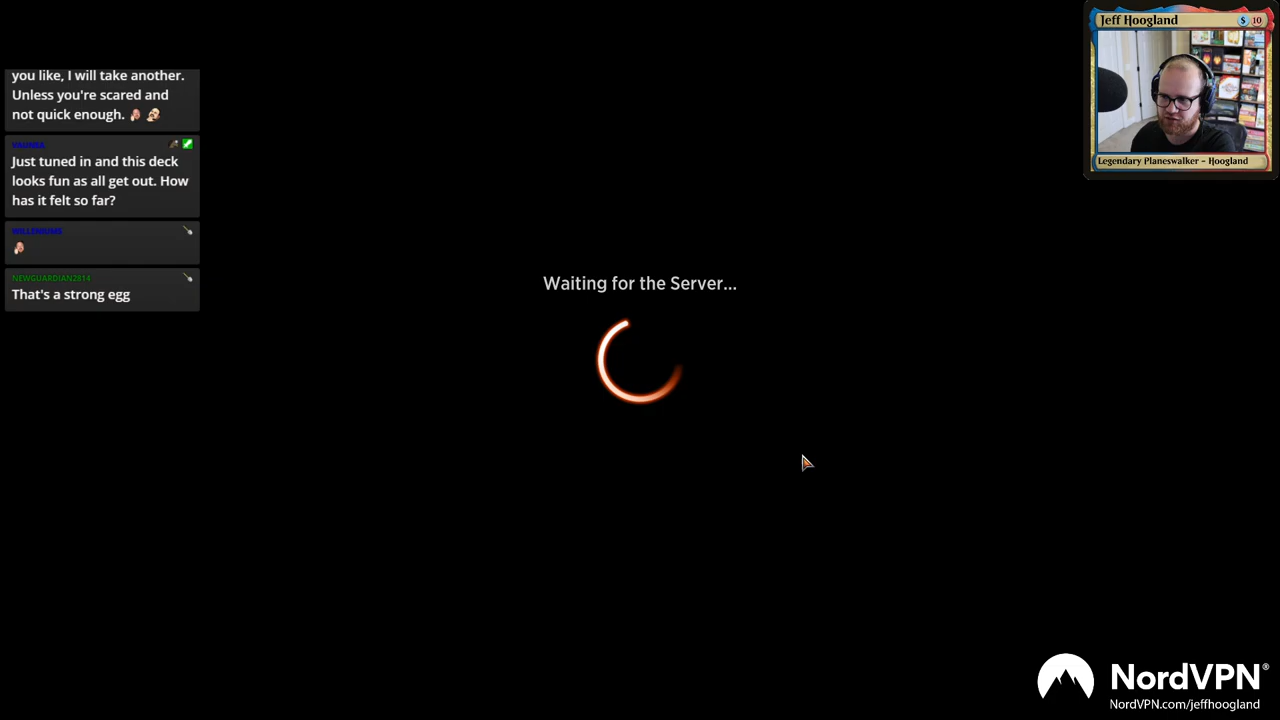 Jeff Hoogland
10
you like, I will take another.
Unless you're scared and
not quick enough.
Just tuned in and this deck
looks fun as all get out. How
has it felt so far?
NEWGUARDIAN2814
That's a strong egg
Legendary Planeswalker - Hoogland
Waiting for the Server...
NordVPN®
NordVPN.com/jeffhoogland